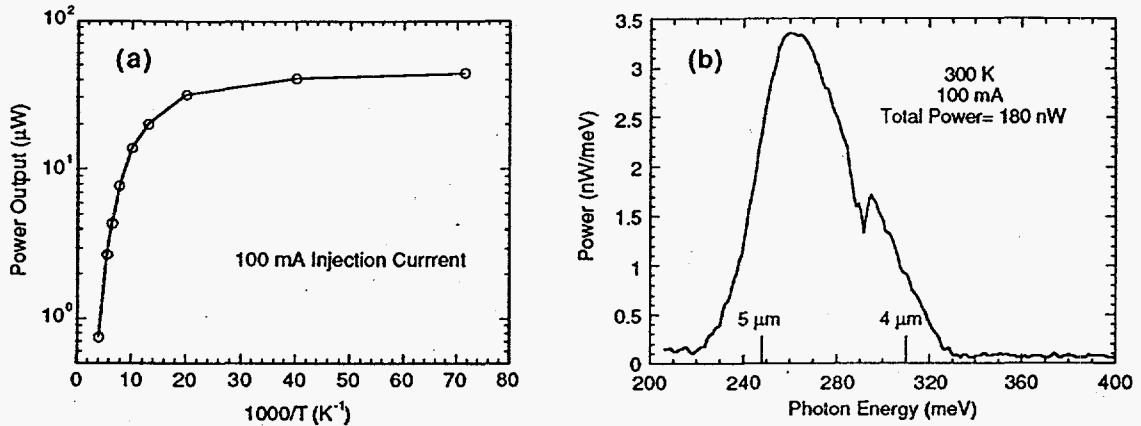 (a)
10²
10¹
10⁰
Power Output (μW)
100 mA Injection Currrent
0 10 20 30 40 50 60 70 80
1000/T (K⁻¹)
(b)
3.5
3
2.5
2
1.5
1
0.5
0
Power (nW/meV)
300 K
100 mA
Total Power= 180 nW
5 μm
4 μm
200 240 280 320 360 400
Photon Energy (meV)